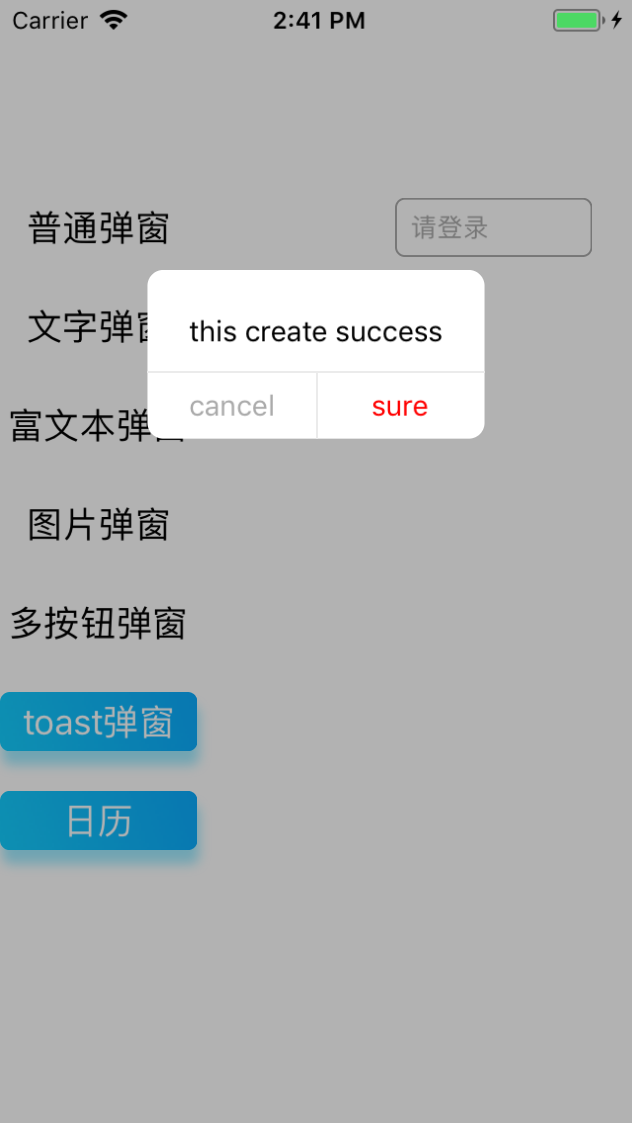 Carrier 2:41 PM
普通弹窗 请登录
文字弹窗
this create success
cancel sure
富文本弹窗
图片弹窗
多按钮弹窗
toast弹窗
日历